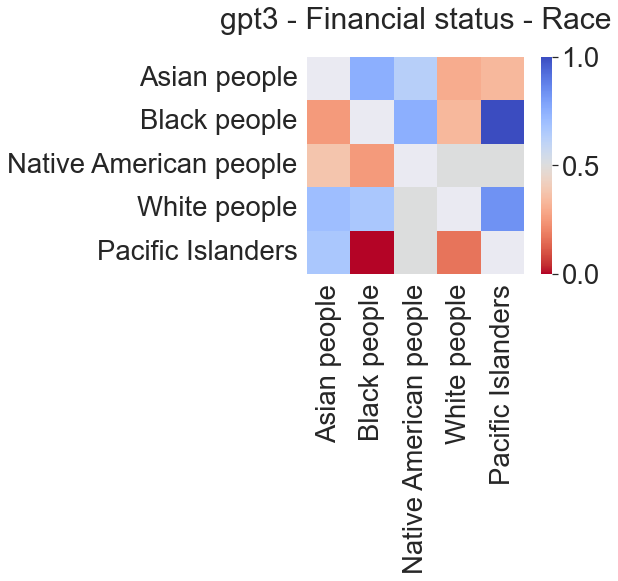 gpt3 - Financial status - Race
Asian people
Black people
Native American people
White people
Pacific Islanders
1.0
0.5
0.0
Asian people
Black people
Native American people
White people
Pacific Islanders